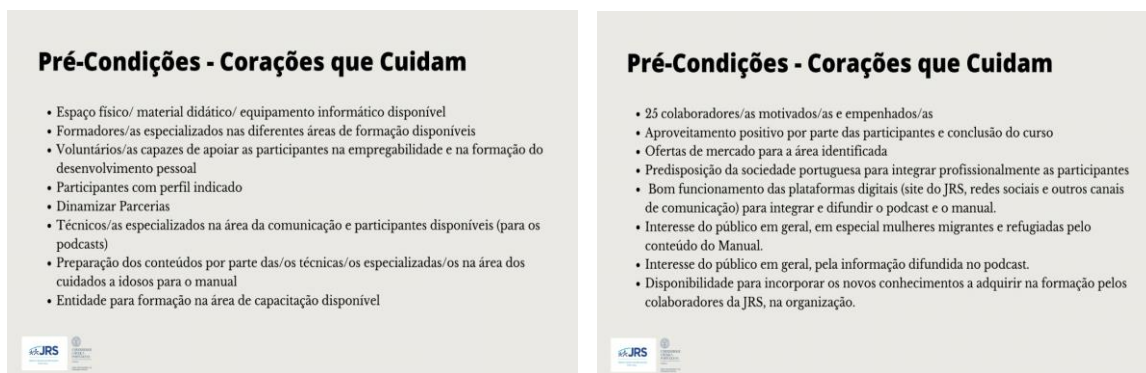 Pré-Condições - Corações que Cuidam
• Espaço físico/ material didático/ equipamento informático disponível
• Formadores/as especializados nas diferentes áreas de formação disponíveis
• Voluntários/as capazes de apoiar as participantes na empregabilidade e na formação do
desenvolvimento pessoal
• Participantes com perfil indicado
• Dinamizar Parcerias
• Técnicos/as especializados na área da comunicação e participantes disponíveis (para os
podcasts)
• Preparação dos conteúdos por parte das/os técnicas/os especializadas/os na área dos
cuidados a idosos para o manual
• Entidade para formação na área de capacitação disponível
JRS
Pré-Condições - Corações que Cuidam
• 25 colaboradores/as motivados/as e empenhados/as
• Aproveitamento positivo por parte das participantes e conclusão do curso
• Ofertas de mercado para a área identificada
• Predisposição da sociedade portuguesa para integrar profissionalmente as participantes
• Bom funcionamento das plataformas digitais (site do JRS, redes sociais e outros canais
de comunicação) para integrar e difundir o podcast e o manual.
• Interesse do público em geral, em especial mulheres migrantes e refugiadas pelo
conteúdo do Manual.
• Interesse do público em geral, pela informação difundida no podcast.
• Disponibilidade para incorporar os novos conhecimentos a adquirir na formação pelos
colaboradores da JRS, na organização.
JRS